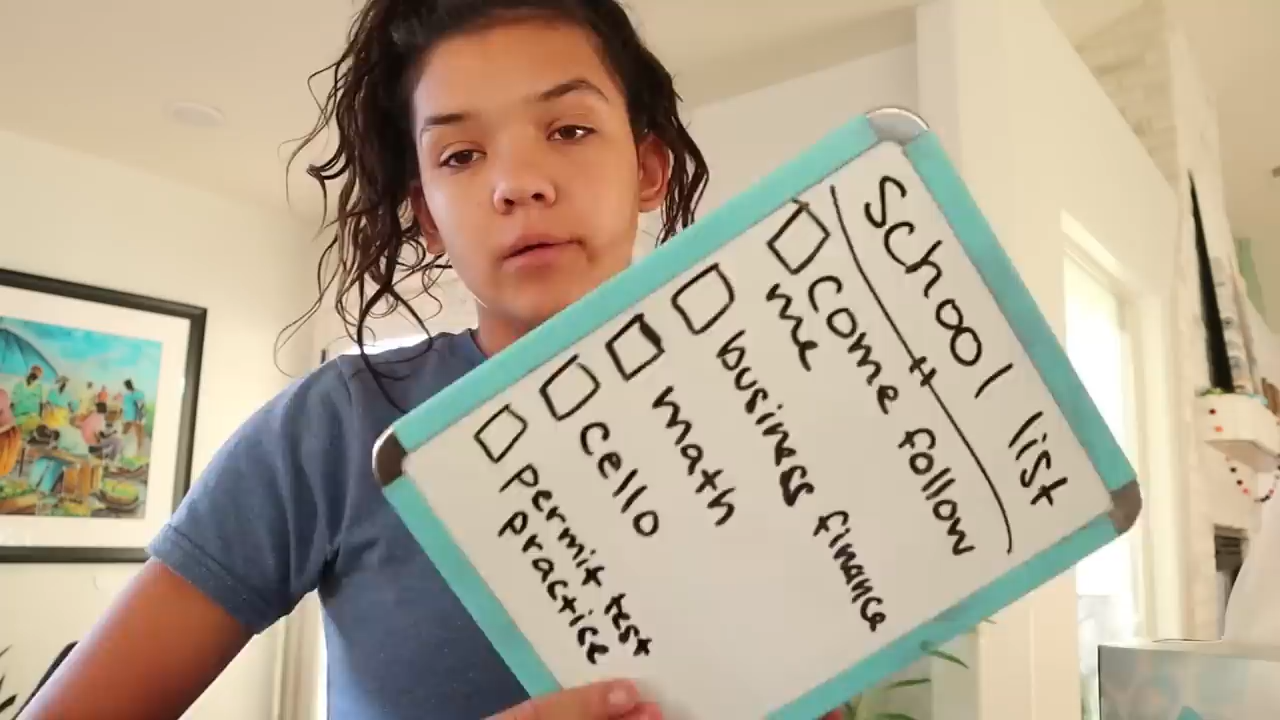 School list
come follow
me
business finance
math
cello
permit test
practice